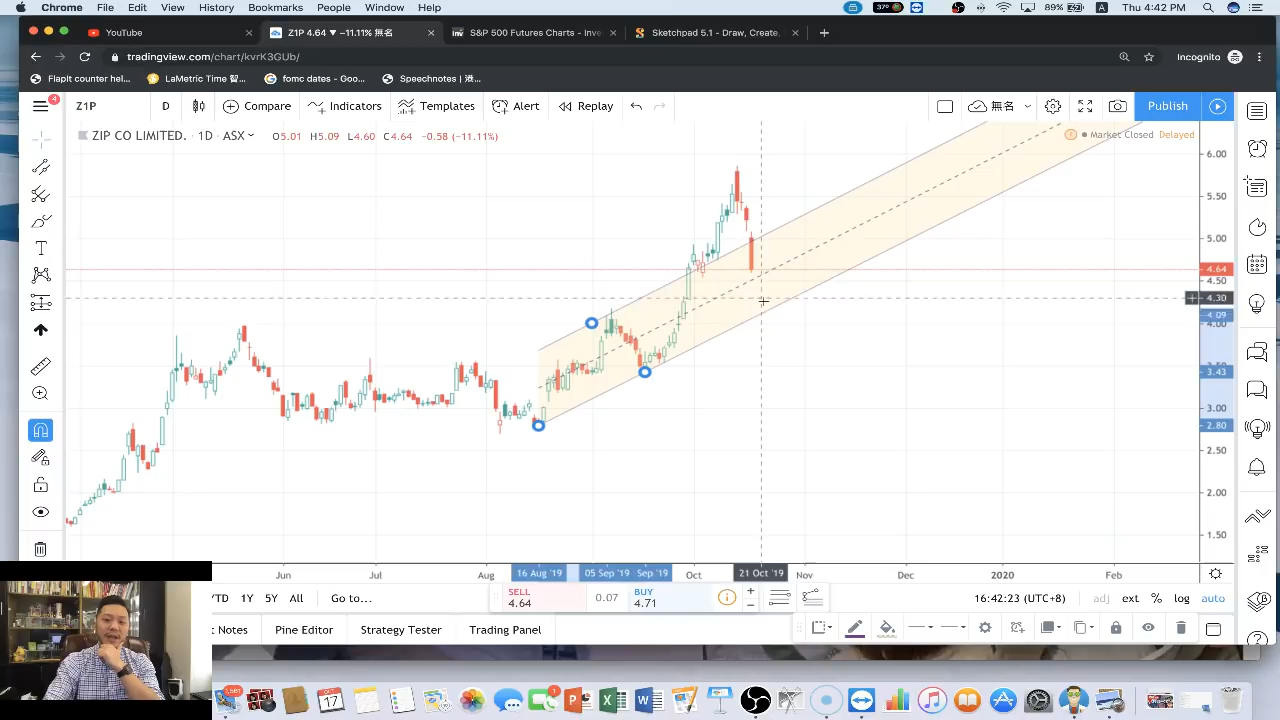 Chrome File Edit View History Bookmarks People Window Help 37° 89% A Thu 4:42 PM
YouTube Z1P 4.64 ▼ −11.11% 無名 S&P 500 Futures Charts - Inve Sketchpad 5.1 - Draw, Create,
tradingview.com/chart/kvrK3GUb/ Incognito
FlapIt counter hel... LaMetric Time 智... fomc dates - Goo... Speechnotes | 港...
4
Z1P D Compare Indicators Templates Alert Replay 無名 Publish
ZIP CO LIMITED. · 1D · ASX O5.01 H5.09 L4.60 C4.64 −0.58 (−11.11%)
Market Closed Delayed
6.00
5.50
5.00
4.64
4.50
4.30
4.09
4.00
3.43
3.00
2.80
2.50
2.00
1.50
Jun Jul Aug 16 Aug '19 05 Sep '19 Sep '19 Oct 21 Oct '19 Nov Dec 2020 Feb
YTD 1Y 5Y All Go to... SELL 4.64 0.07 BUY 4.71 16:42:23 (UTC+8) adj ext % log auto
Notes Pine Editor Strategy Tester Trading Panel